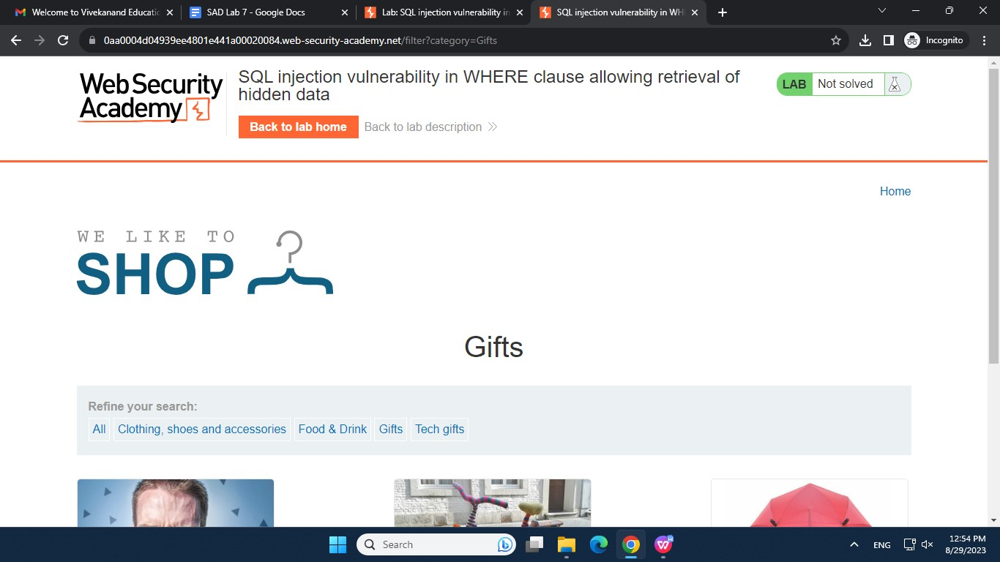 Welcome to Vivekanand Educatio
SAD Lab 7 - Google Docs
Lab: SQL injection vulnerability in
SQL injection vulnerability in WH
0aa0004d04939ee4801e441a00020084.web-security-academy.net/filter?category=Gifts
Incognito
Web Security
Academy
SQL injection vulnerability in WHERE clause allowing retrieval of
hidden data
LAB Not solved
Back to lab home Back to lab description
Home
WE LIKE TO
SHOP
Gifts
Refine your search:
All Clothing, shoes and accessories Food & Drink Gifts Tech gifts
Search
ENG
12:54 PM
8/29/2023